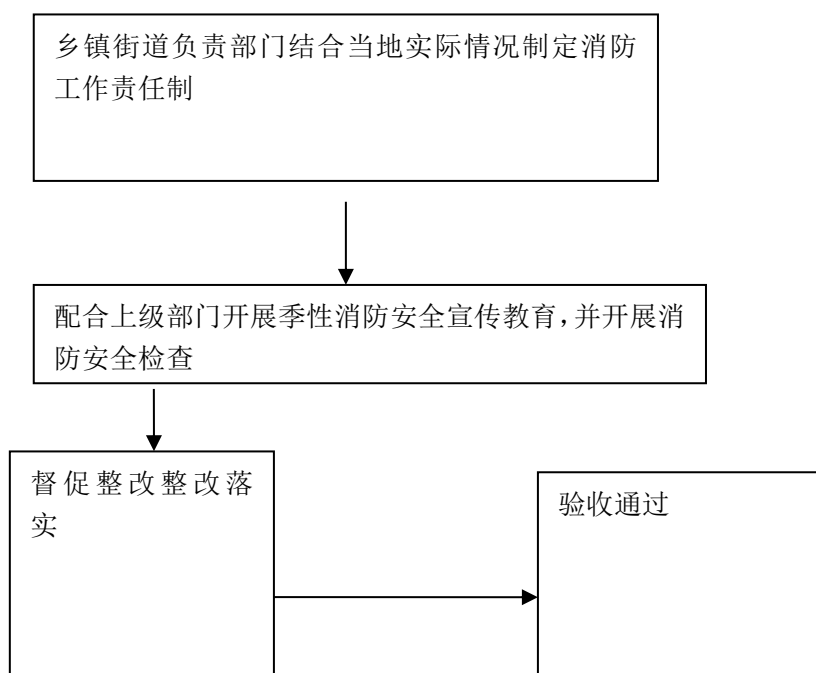 乡镇街道负责部门结合当地实际情况制定消防
工作责任制
配合上级部门开展季性消防安全宣传教育，并开展消
防安全检查
督促整改整改落
实
验收通过